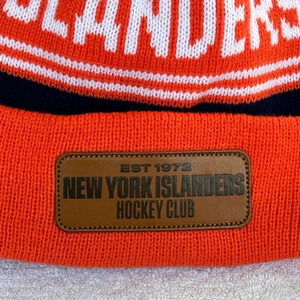 ISLANDERS
EST 1972
NEW YORK ISLANDERS
HOCKEY CLUB